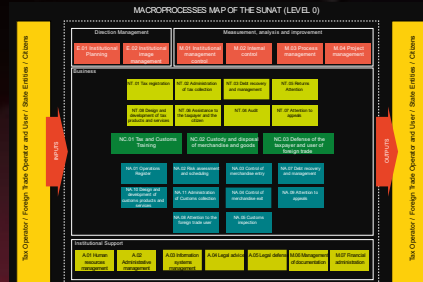 MACROPROCESSES MAP OF THE SUNAT (LEVEL 0)
Tax Operator / Foreign Trade Operator and User / State Entities / Citizens
INPUTS
Direction Management
E.01 Institutional
Planning
E.02 Institutional
image
management
Measurement, analysis and improvement
M.01 Institutional
management
control
M.02 Internal
control
M.03 Process
management
M.04 Project
management
Business
NT. 01 Tax registration
NT. 02 Administration
of tax collection
NT. 03 Debt recovery
and management
NT. 05 Returns
Attention
NT. 08 Design and
development of tax
products and services
NT. 06 Assistance to
the taxpayer and the
citizen
NT. 06 Audit
NT. 07 Attention to
appeals
NC.01 Tax and Customs
Training
NC. 02 Custody and disposal
of merchandise and goods
NC.03 Defense of the
taxpayer and user of
foreign trade
NA.01 Operations
Register
NA.02 Risk assessment
and scheduling
NA.03 Control of
merchandise entry
NA.07 Debt recovery
and management
NA.10 Design and
development of
customs products and
services
NA.11 Administration
of Customs collection
NA.04 Control of
merchandise exit
NA.06 Attention to
appeals
NA.08 Attention to the
foreign trade user
NA.05 Customs
inspection
Institutional Support
A.01 Human
resources
management
A.02
Administrative
management
A.03 Information
systems
management
A.04 Legal advice
A.05 Legal defense
M.06 Management
of documentation
M.07 Financial
administration
OUTPUTS
Tax Operator / Foreign Trade Operator and User / State Entities / Citizens